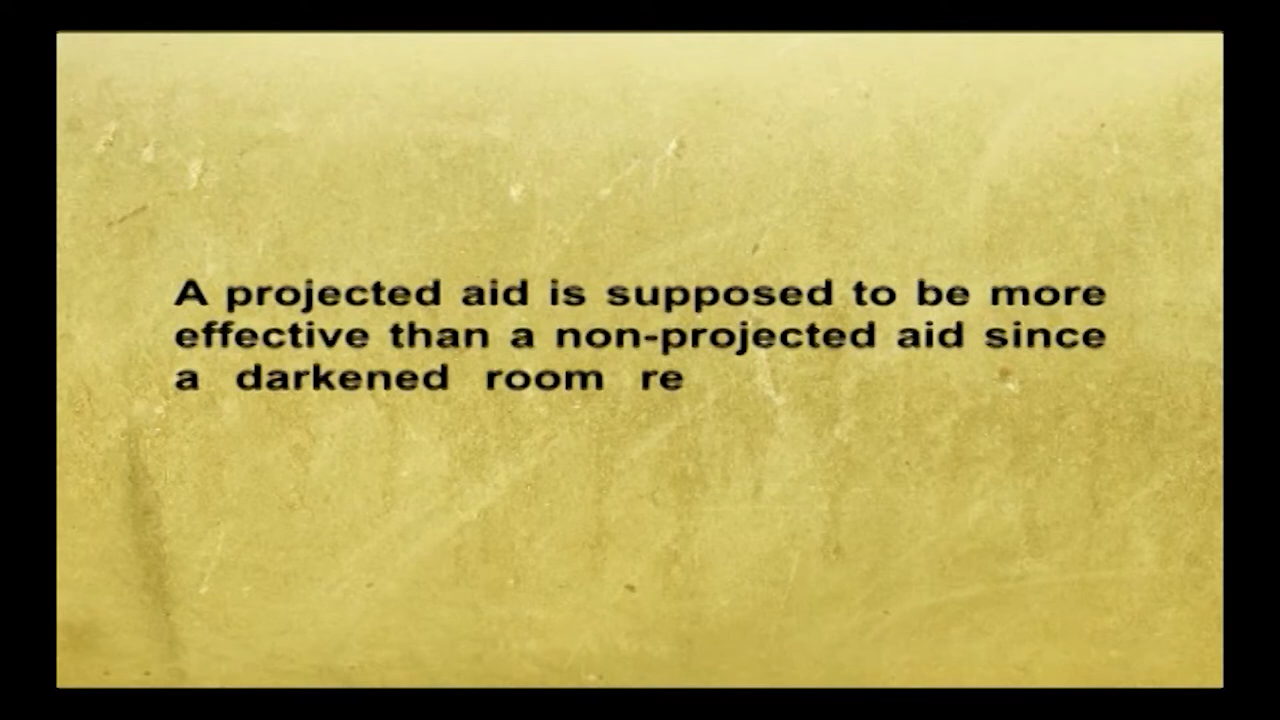 A projected aid is supposed to be more
effective than a non-projected aid since
a darkened room re